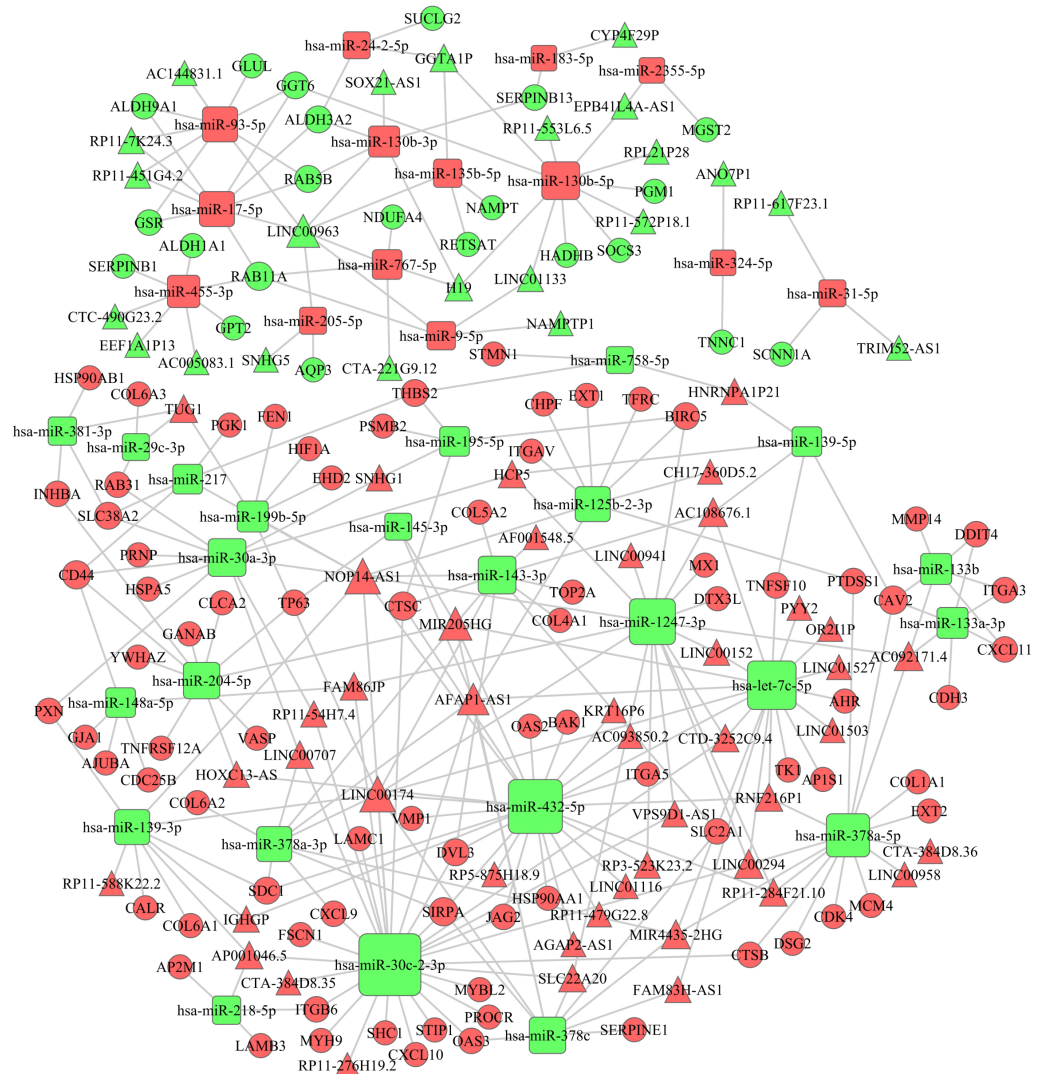 SUCLG2
hsa-miR-24-2-5p
CYP4F29P
GGTA1P
hsa-miR-183-5p
hsa-miR-2355-5p
GLUL
AC144831.1
GGT6
SOX21-AS1
SERPINB13
EPB41L4A-AS1
ALDH9A1
hsa-miR-93-5p
ALDH3A2
RP11-553L6.5
MGST2
RP11-7K24.3
hsa-miR-130b-3p
RPL21P28
RP11-451G4.2
hsa-miR-135b-5p
hsa-miR-130b-5p
ANO7P1
RAB5B
PGM1
RP11-617F23.1
hsa-miR-17-5p
NAMPT
NDUFA4
RP11-572P18.1
GSR
LINC00963
RETSAT
SOCS3
ALDH1A1
HADHB
SERPINB1
RAB11A
hsa-miR-767-5p
hsa-miR-324-5p
hsa-miR-455-3p
H19
LINC01133
hsa-miR-31-5p
CTC-490G23.2
GPT2
hsa-miR-205-5p
hsa-miR-9-5p
NAMPTP1
EEF1A1P13
TNNC1
SCNN1A
TRIM52-AS1
AC005083.1
SNHG5
AQP3
CTA-221G9.12
STMN1
hsa-miR-758-5p
HSP90AB1
COL6A3
THBS2
HNRNPA1P21
TUG1
CHPF
EXT1
TFRC
PGK1
FEN1
PSMB2
BIRC5
hsa-miR-381-3p
hsa-miR-29c-3p
HIF1A
hsa-miR-195-5p
ITGAV
hsa-miR-139-5p
INHBA
RAB31
hsa-miR-217
EHD2
SNHG1
HCP5
CH17-360D5.2
SLC38A2
hsa-miR-199b-5p
hsa-miR-145-3p
COL5A2
hsa-miR-125b-2-3p
AC108676.1
MMP14
DDIT4
PRNP
hsa-miR-30a-3p
AF001548.5
LINC00941
CD44
HSPA5
NOP14-AS1
hsa-miR-143-3p
MX1
TNFSF10
PTDSS1
hsa-miR-133b
ITGA3
CLCA2
TP63
CTSC
TOP2A
DTX3L
PYY2
CAV2
GANAB
MIR205HG
COL4A1
hsa-miR-1247-3p
OR2I1P
hsa-miR-133a-3p
YWHAZ
LINC00152
AC092171.4
CXCL11
hsa-miR-204-5p
FAM86JP
LINC01527
hsa-let-7c-5p
CDH3
PXN
hsa-miR-148a-5p
RP11-54H7.4
AFAP1-AS1
KRT16P6
AHR
GJA1
TNFRSF12A
VASP
OAS2
BAK1
AC093850.2
CTD-3252C9.4
LINC01503
AJUBA
CDC25B
LINC00707
HOXC13-AS
ITGA5
TK1
AP1S1
COL1A1
COL6A2
LINC00174
hsa-miR-432-5p
RNF216P1
EXT2
hsa-miR-139-3p
VMP1
VPS9D1-AS1
SLC2A1
hsa-miR-378a-5p
hsa-miR-378a-3p
LAMC1
DVL3
CTA-384D8.36
RP3-523K23.2
LINC00294
LINC00958
RP11-588K22.2
SDC1
RP5-875H18.9
LINC01116
RP11-284F21.10
CALR
HSP90AA1
MCM4
COL6A1
IGHGP
CXCL9
SIRPA
JAG2
RP11-479G22.8
CDK4
FSCN1
MIR4435-2HG
DSG2
AP001046.5
AGAP2-AS1
CTSB
AP2M1
hsa-miR-30c-2-3p
CTA-384D8.35
SLC22A20
FAM83H-AS1
MYBL2
hsa-miR-218-5p
ITGB6
PROCR
SHC1
STIP1
hsa-miR-378c
SERPINE1
LAMB3
MYH9
OAS3
CXCL10
RP11-276H19.2